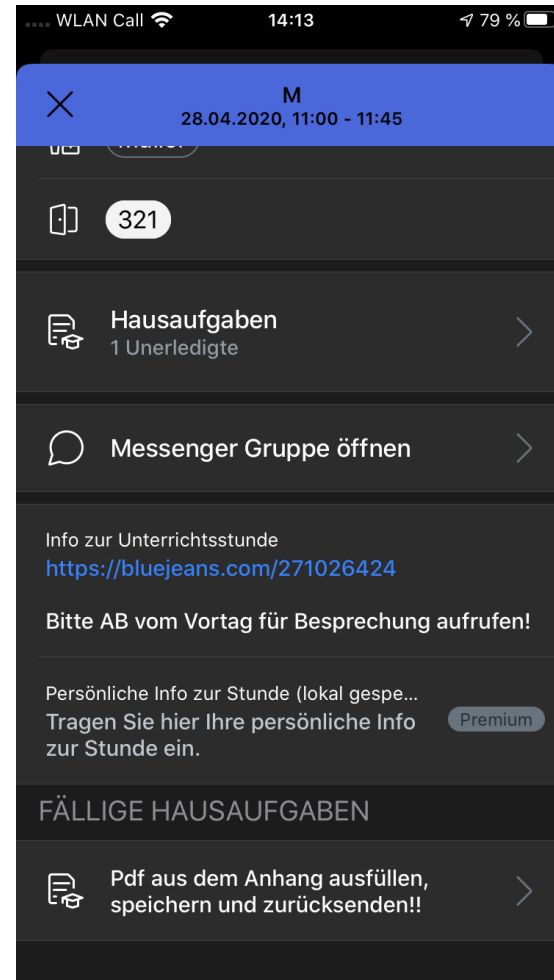 WLAN Call 14:13 79 %
M
28.04.2020, 11:00 - 11:45
321
Hausaufgaben
1 Unerledigte
Messenger Gruppe öffnen
Info zur Unterrichtsstunde
https://bluejeans.com/271026424
Bitte AB vom Vortag für Besprechung aufrufen!
Persönliche Info zur Stunde (lokal gespe...
Tragen Sie hier Ihre persönliche Info
zur Stunde ein.
Premium
FÄLLIGE HAUSAUFGABEN
Pdf aus dem Anhang ausfüllen,
speichern und zurücksenden!!